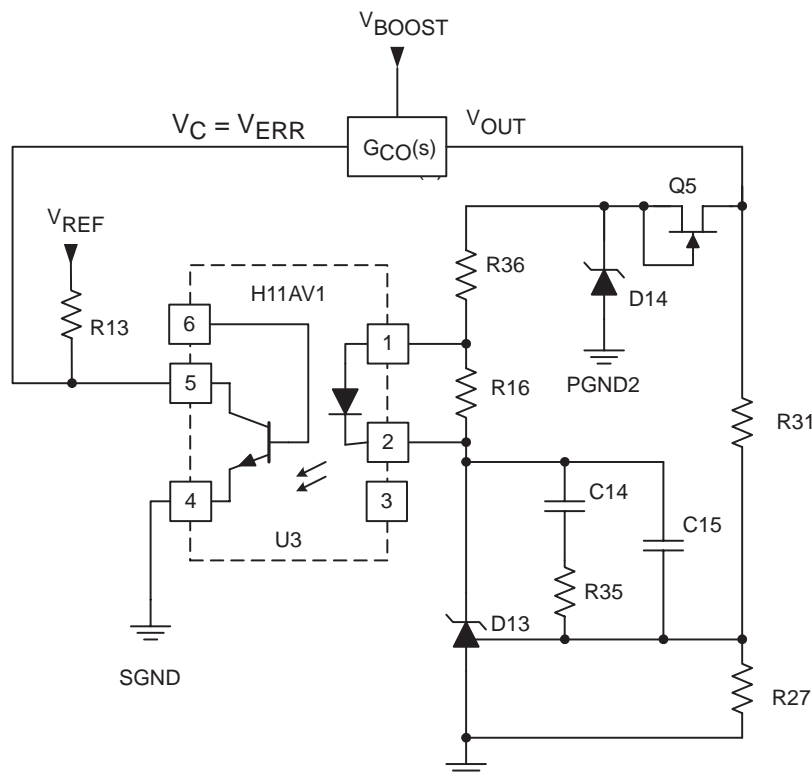 VBOOST
VC = VERR
GCO(s)
VOUT
Q5
VREF
R13
H11AV1
R36
D14
PGND2
6
1
5
R16
R31
2
4
3
C14
C15
U3
R35
D13
SGND
R27